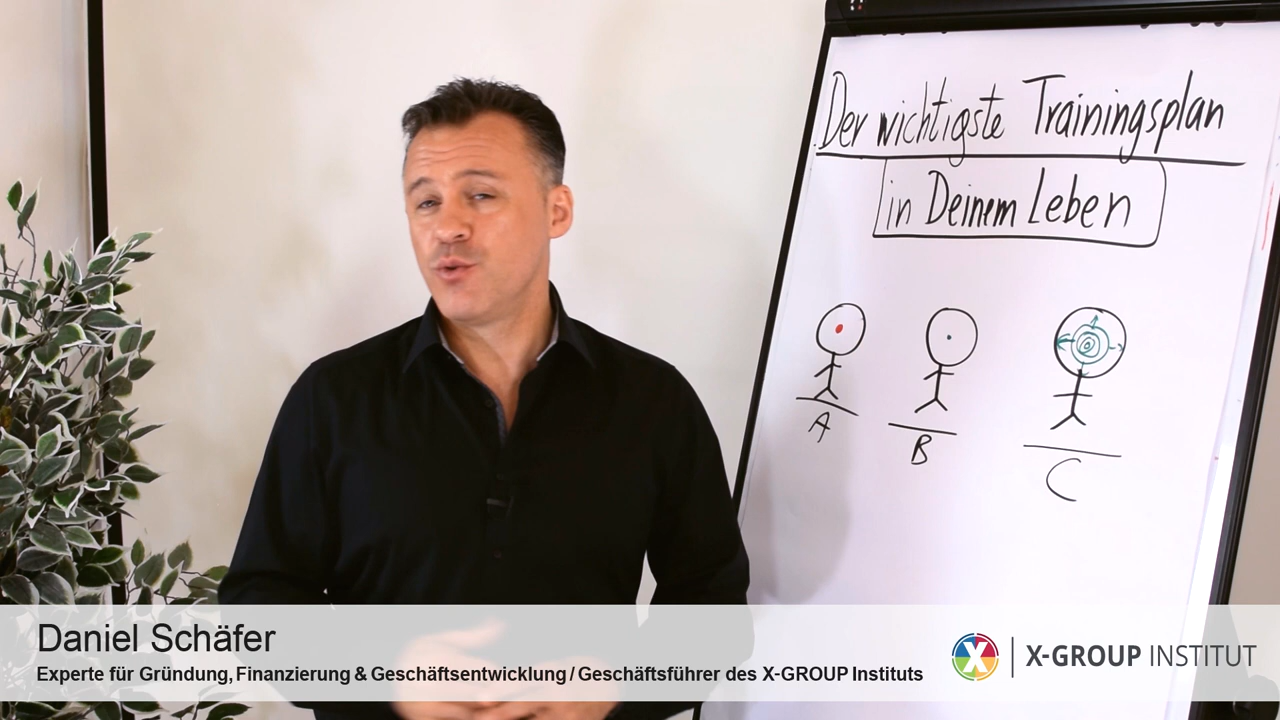 Der wichtigste Trainingsplan
in Deinem Leben
A
B
C
Daniel Schäfer
Experte für Gründung, Finanzierung & Geschäftsentwicklung / Geschäftsführer des X-GROUP Instituts
X
X-GROUP INSTITUT